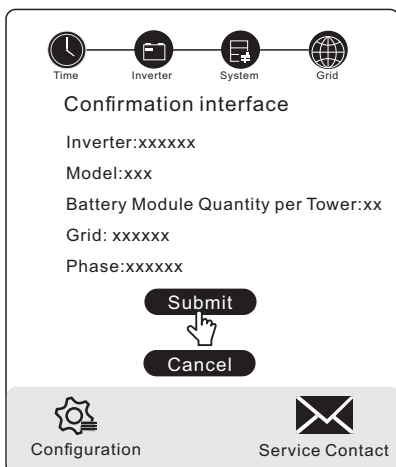 Time Inverter System Grid
Confirmation interface
Inverter:xxxxxx
Model:xxx
Battery Module Quantity per Tower:xx
Grid: xxxxxx
Phase:xxxxxx
Submit
Cancel
Configuration Service Contact